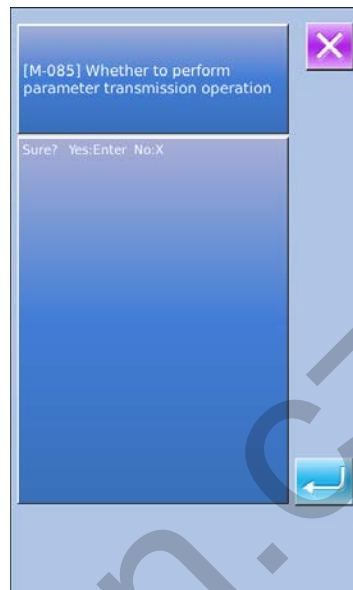 [M-085] Whether to perform
parameter transmission operation
Sure? Yes:Enter No:X